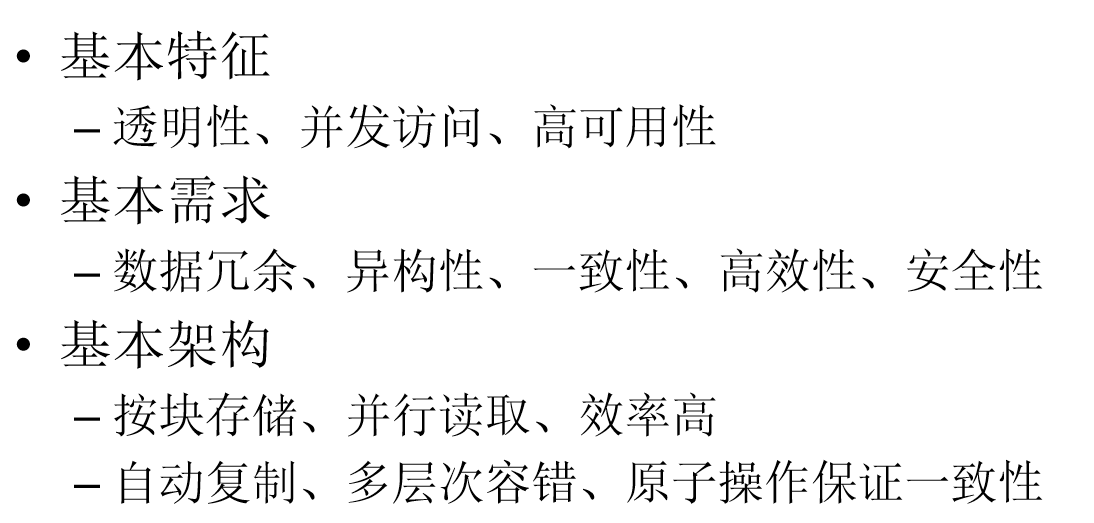 • 基本特征
– 透明性、并发访问、高可用性
• 基本需求
– 数据冗余、异构性、一致性、高效性、安全性
• 基本架构
– 按块存储、并行读取、效率高
– 自动复制、多层次容错、原子操作保证一致性